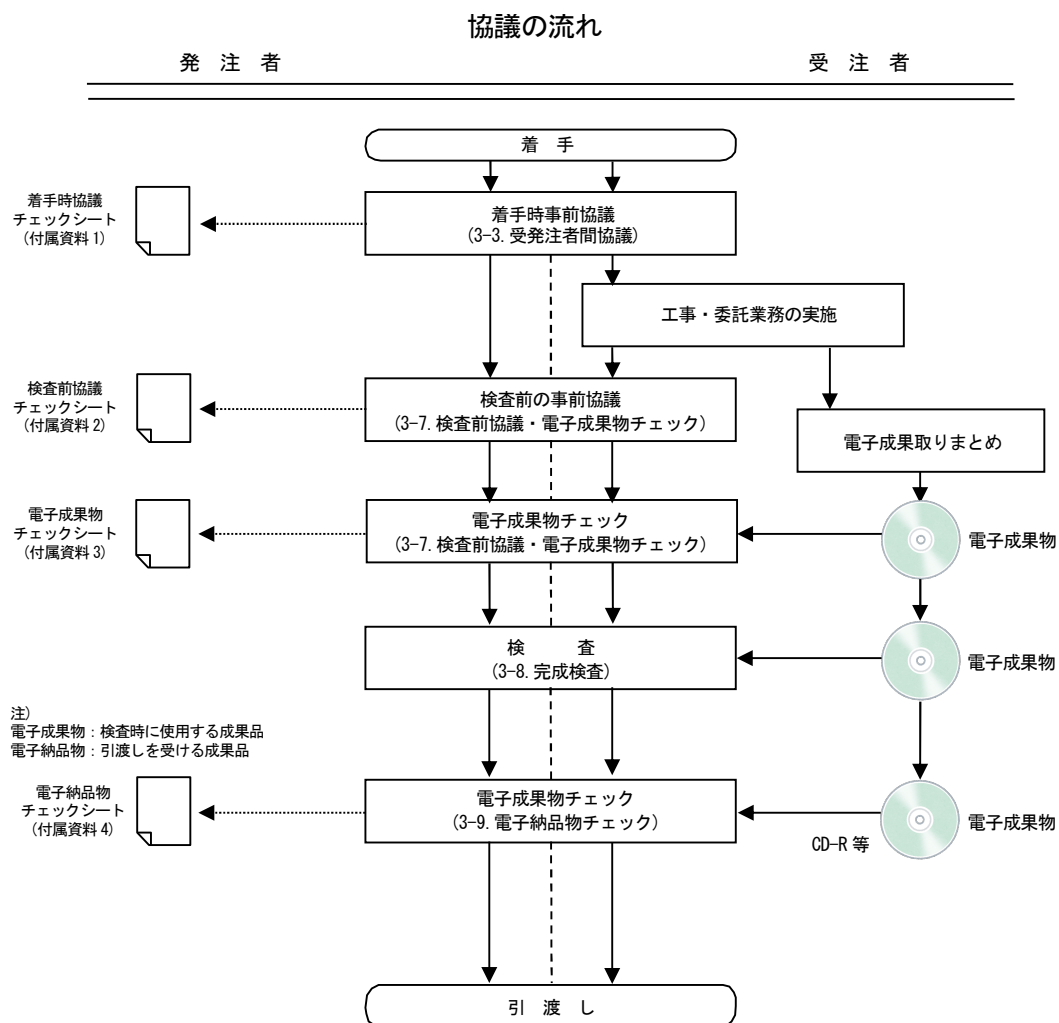 協議の流れ
発 注 者
受 注 者
着 手
着手時協議
チェックシート
(付属資料 1)
着手時事前協議
(3-3. 受発注者間協議)
工事・委託業務の実施
検査前協議
チェックシート
(付属資料 2)
検査前の事前協議
(3-7. 検査前協議・電子成果物チェック)
電子成果取りまとめ
電子成果物
チェックシート
(付属資料 3)
電子成果物チェック
(3-7. 検査前協議・電子成果物チェック)
電子成果物
検 査
(3-8. 完成検査)
電子成果物
注)
電子成果物：検査時に使用する成果品
電子納品物：引渡しを受ける成果品
電子納品物
チェックシート
(付属資料 4)
電子成果物チェック
(3-9. 電子納品物チェック)
電子成果物
CD-R 等
引 渡 し